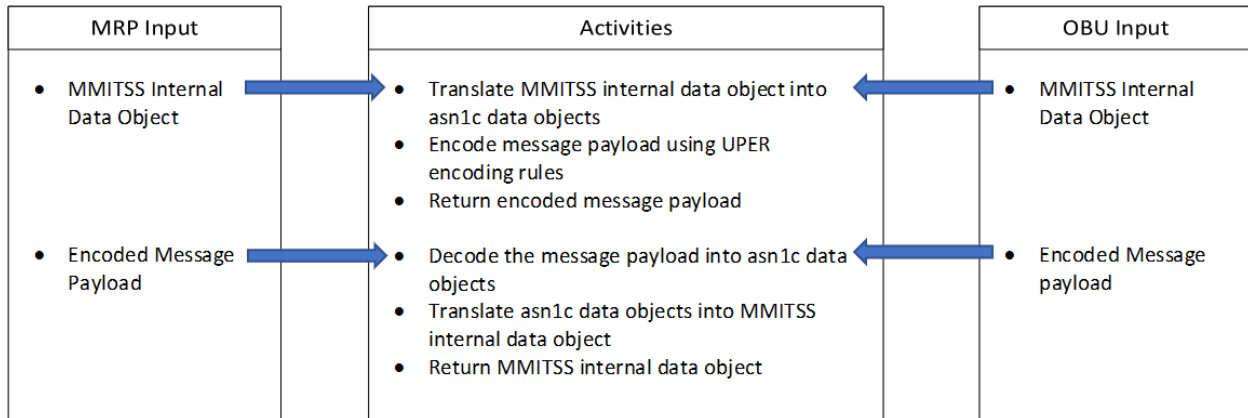 MRP Input
• MMITSS Internal
Data Object
• Encoded Message
Payload
Activities
• Translate MMITSS internal data object into
asn1c data objects
• Encode message payload using UPER
encoding rules
• Return encoded message payload
• Decode the message payload into asn1c data
objects
• Translate asn1c data objects into MMITSS
internal data object
• Return MMITSS internal data object
OBU Input
• MMITSS Internal
Data Object
• Encoded Message
payload